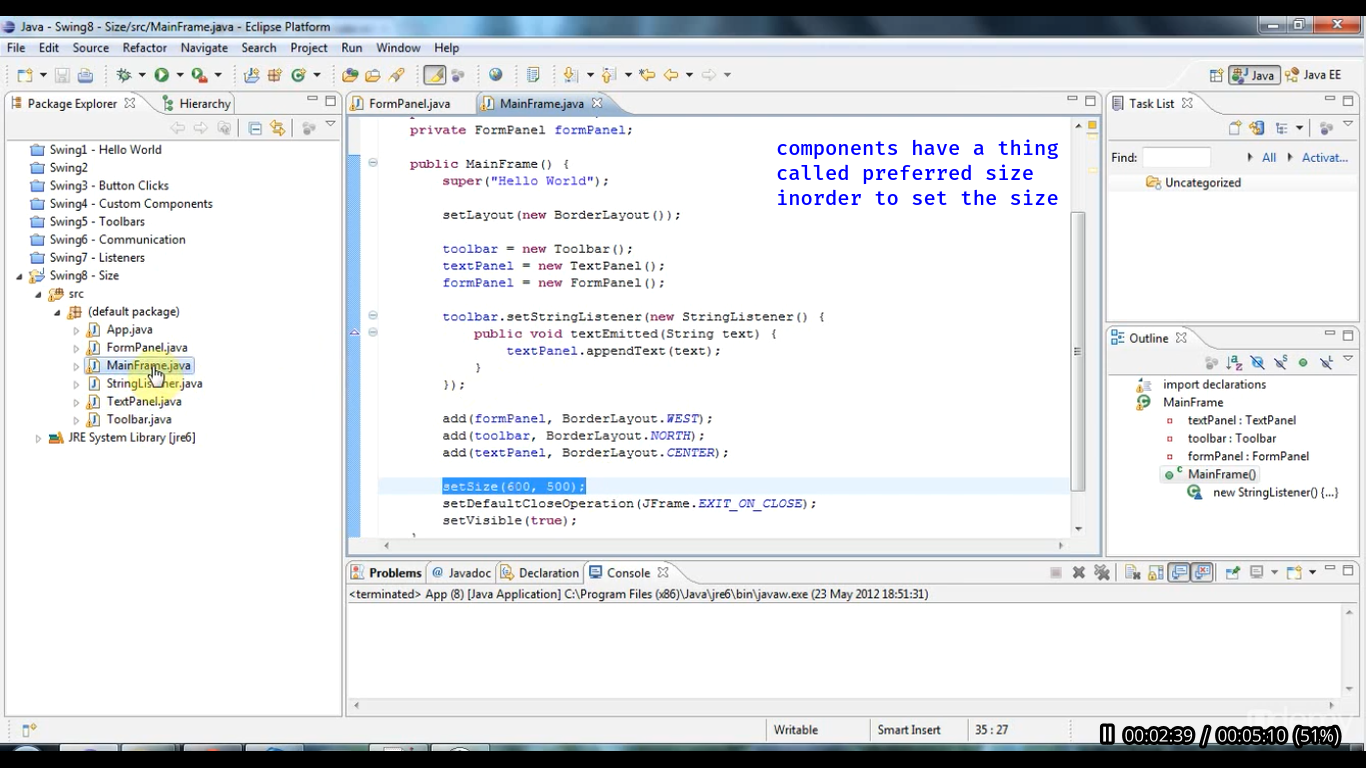 Java - Swing8 - Size/src/MainFrame.java - Eclipse Platform
File Edit Source Refactor Navigate Search Project Run Window Help
Java Java EE
Package Explorer Hierarchy
Swing1 - Hello World
Swing2
Swing3 - Button Clicks
Swing4 - Custom Components
Swing5 - Toolbars
Swing6 - Communication
Swing7 - Listeners
Swing8 - Size
src
(default package)
App.java
FormPanel.java
MainFrame.java
StringListener.java
TextPanel.java
Toolbar.java
JRE System Library [jre6]
FormPanel.java MainFrame.java
private FormPanel formPanel;
public MainFrame() {
super("Hello World");
setLayout(new BorderLayout());
toolbar = new Toolbar();
textPanel = new TextPanel();
formPanel = new FormPanel();
toolbar.setStringListener(new StringListener() {
public void textEmitted(String text) {
textPanel.appendText(text);
}
});
add(formPanel, BorderLayout.WEST);
add(toolbar, BorderLayout.NORTH);
add(textPanel, BorderLayout.CENTER);
setSize(600, 500);
setDefaultCloseOperation(JFrame.EXIT_ON_CLOSE);
setVisible(true);
components have a thing
called preferred size
inorder to set the size
Task List
Find: All Activat...
Uncategorized
Outline
import declarations
MainFrame
textPanel : TextPanel
toolbar : Toolbar
formPanel : FormPanel
MainFrame()
new StringListener() {...}
Problems @ Javadoc Declaration Console
<terminated> App (8) [Java Application] C:\Program Files (x86)\Java\jre6\bin\javaw.exe (23 May 2012 18:51:31)
Writable Smart Insert 35 : 27
00:02:39 / 00:05:10 (51%)